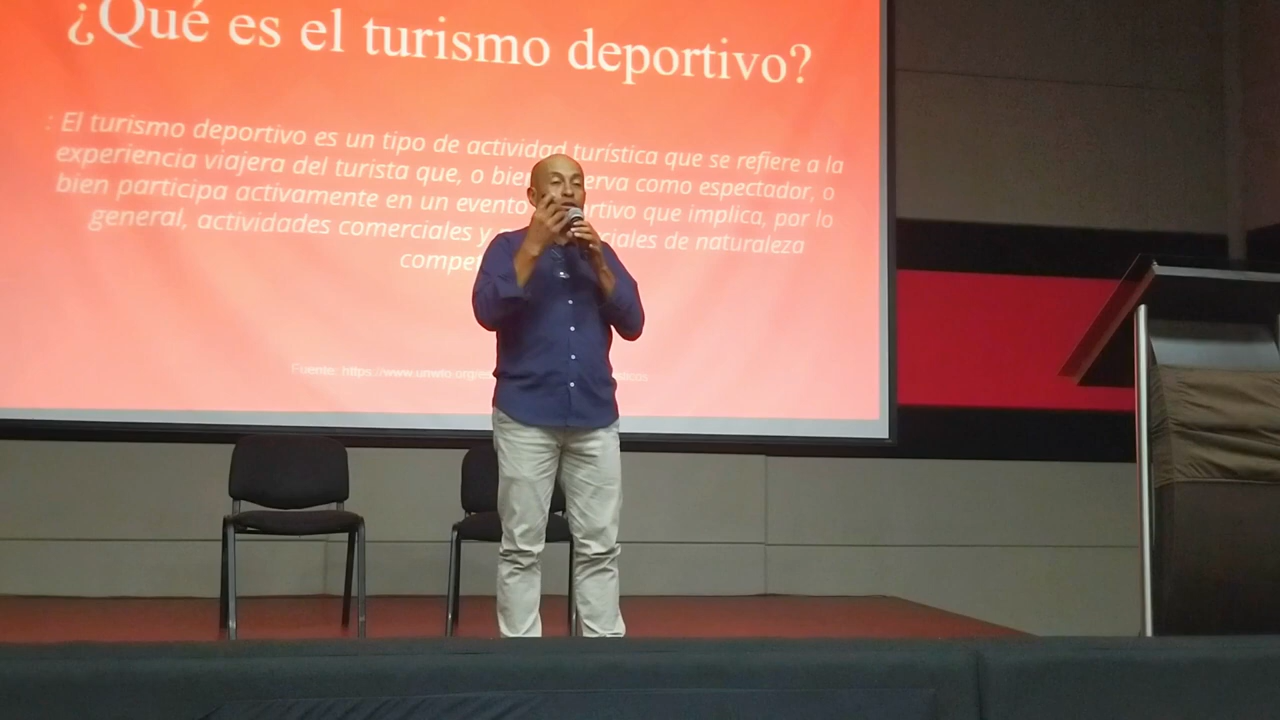 ¿Qué es el turismo deportivo?
: El turismo deportivo es un tipo de actividad turística que se refiere a la
experiencia viajera del turista que, o bien erva como espectador, o
bien participa activamente en un evento rtivo que implica, por lo
general, actividades comerciales y ciales de naturaleza
compet
Fuente: https://www.unwto.org/es